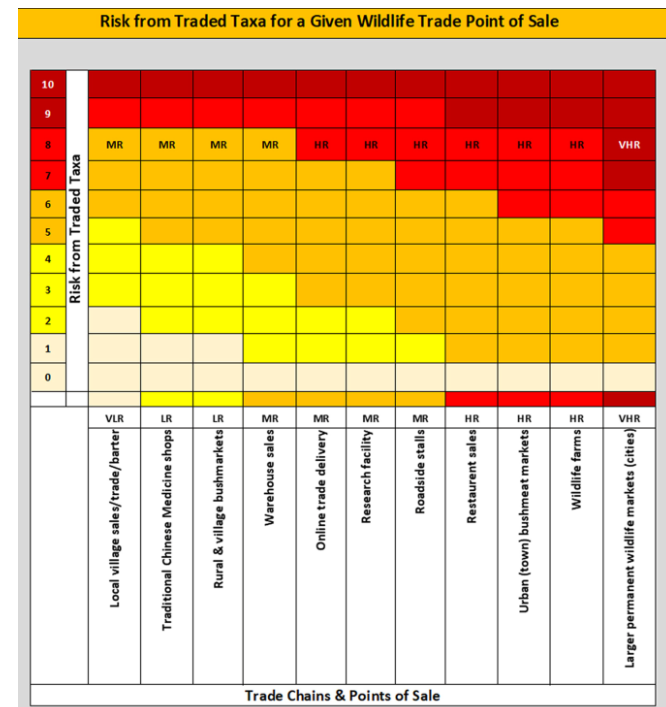 Risk from Traded Taxa for a Given Wildlife Trade Point of Sale
10
9
8 MR MR MR MR HR HR HR HR HR HR VHR
7
6
5
4
3
2
1
0
Risk from Traded Taxa
VLR LR LR MR MR MR MR HR HR HR VHR
Local village sales/trade/barter
Traditional Chinese Medicine shops
Rural & village bushmarkets
Warehouse sales
Online trade delivery
Research facility
Roadside stalls
Restaurent sales
Urban (town) bushmeat markets
Wildlife farms
Larger permanent wildlife markets (cities)
Trade Chains & Points of Sale